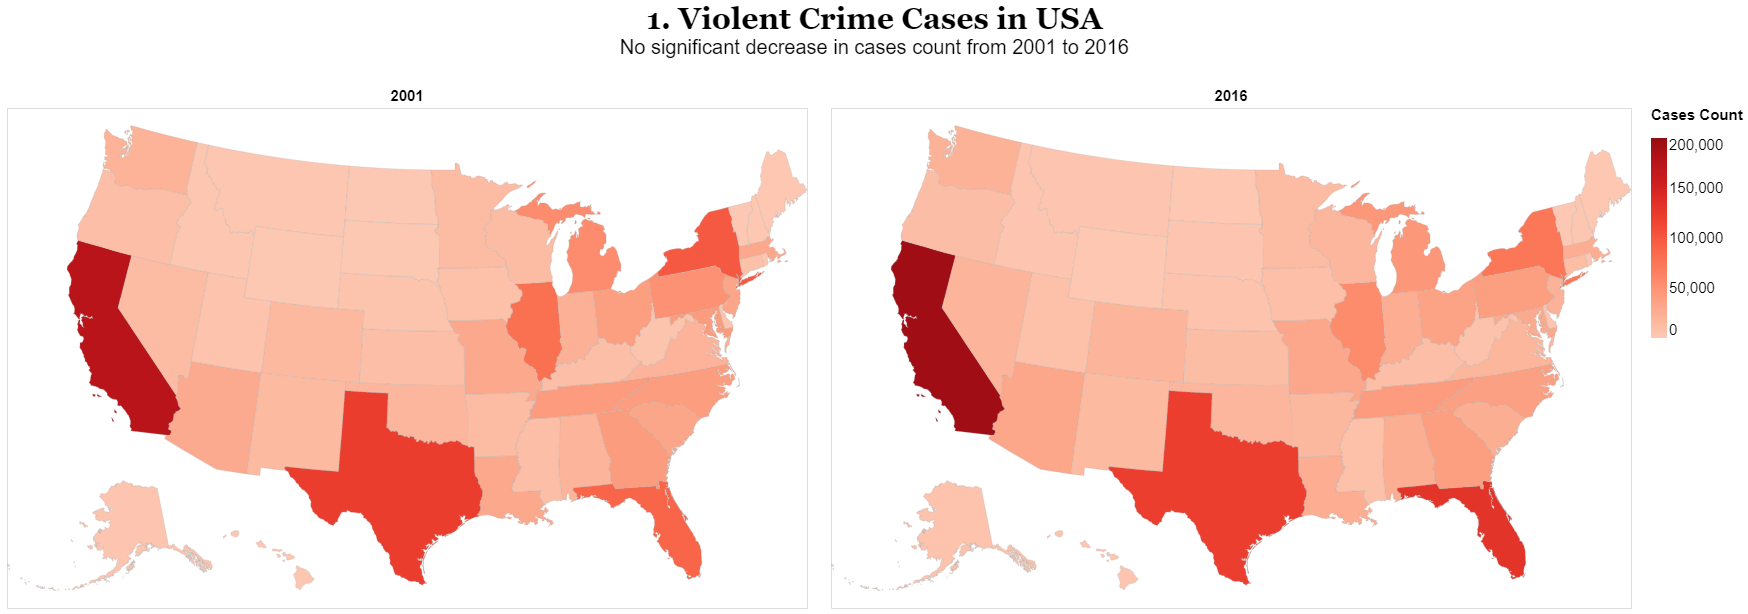 1. Violent Crime Cases in USA
No significant decrease in cases count from 2001 to 2016
2001
2016
Cases Count
200,000
150,000
100,000
50,000
0